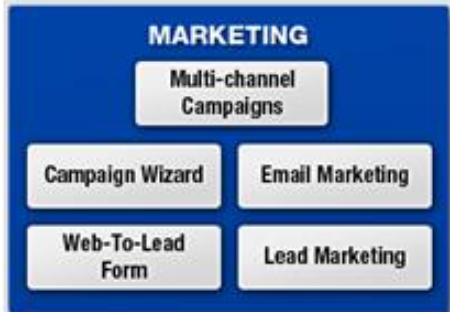 MARKETING
Multi-channel
Campaigns
Campaign Wizard
Email Marketing
Web-To-Lead
Form
Lead Marketing